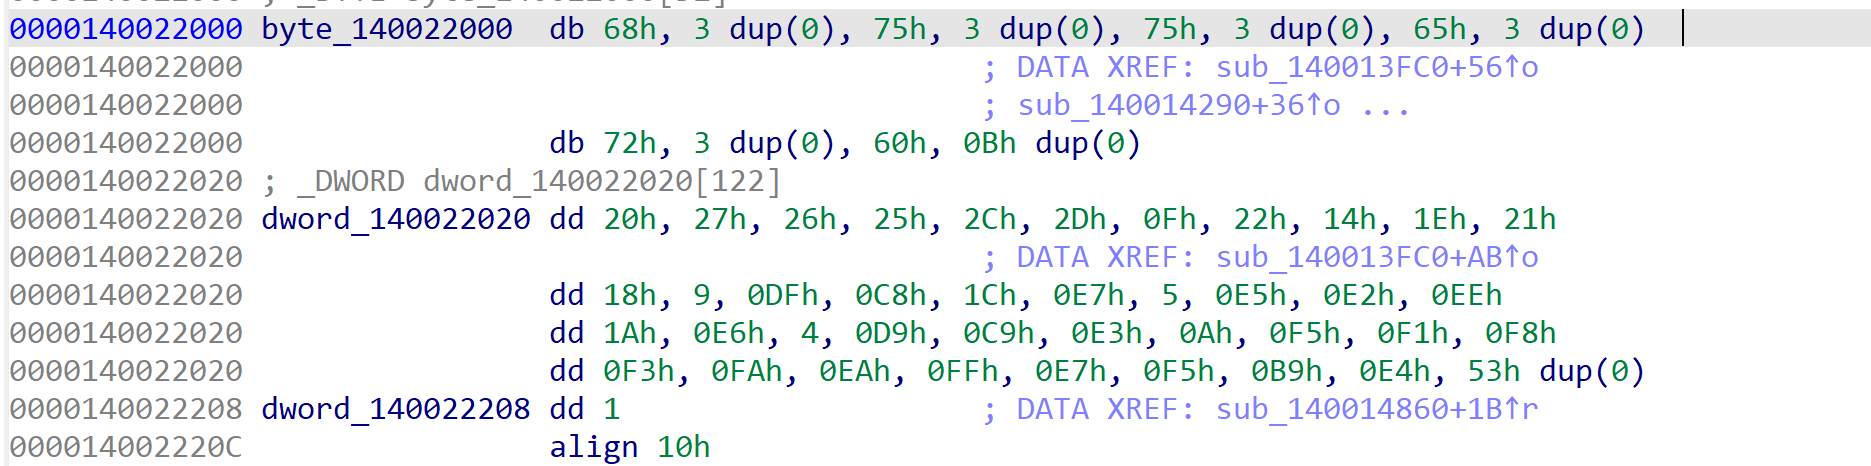 0000140022000 byte_140022000  db 68h, 3 dup(0), 75h, 3 dup(0), 75h, 3 dup(0), 65h, 3 dup(0)
0000140022000                                         ; DATA XREF: sub_140013FC0+56↑o
0000140022000                                         ; sub_140014290+36↑o ...
0000140022000                 db 72h, 3 dup(0), 60h, 0Bh dup(0)
0000140022020 ; _DWORD dword_140022020[122]
0000140022020 dword_140022020 dd 20h, 27h, 26h, 25h, 2Ch, 2Dh, 0Fh, 22h, 14h, 1Eh, 21h
0000140022020                                         ; DATA XREF: sub_140013FC0+AB↑o
0000140022020                 dd 18h, 9, 0DFh, 0C8h, 1Ch, 0E7h, 5, 0E5h, 0E2h, 0EEh
0000140022020                 dd 1Ah, 0E6h, 4, 0D9h, 0C9h, 0E3h, 0Ah, 0F5h, 0F1h, 0F8h
0000140022020                 dd 0F3h, 0FAh, 0EAh, 0FFh, 0E7h, 0F5h, 0B9h, 0E4h, 53h dup(0)
0000140022208 dword_140022208 dd 1                    ; DATA XREF: sub_140014860+1B↑r
000014002220C                 align 10h